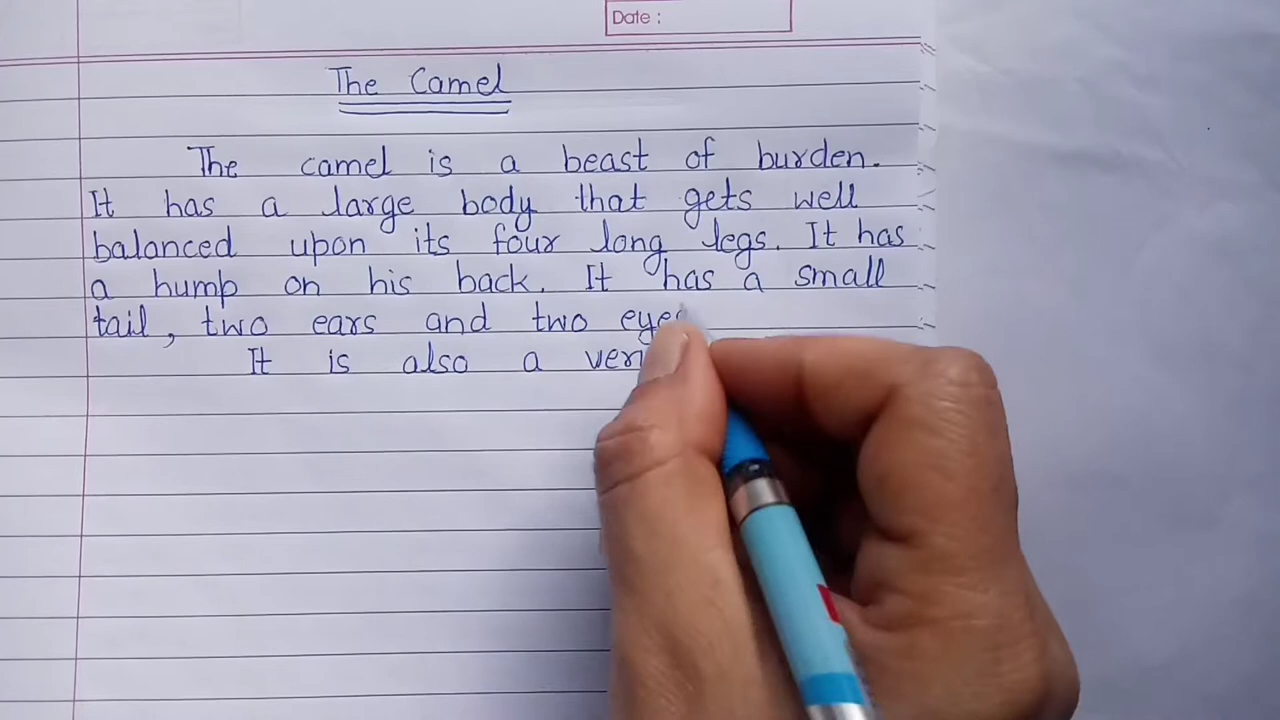 Date :
The Camel
The camel is a beast of burden.
It has a large body that gets well
balanced upon its four long legs. It has
a hump on his back. It has a small
tail, two ears and two eyes
It is also a